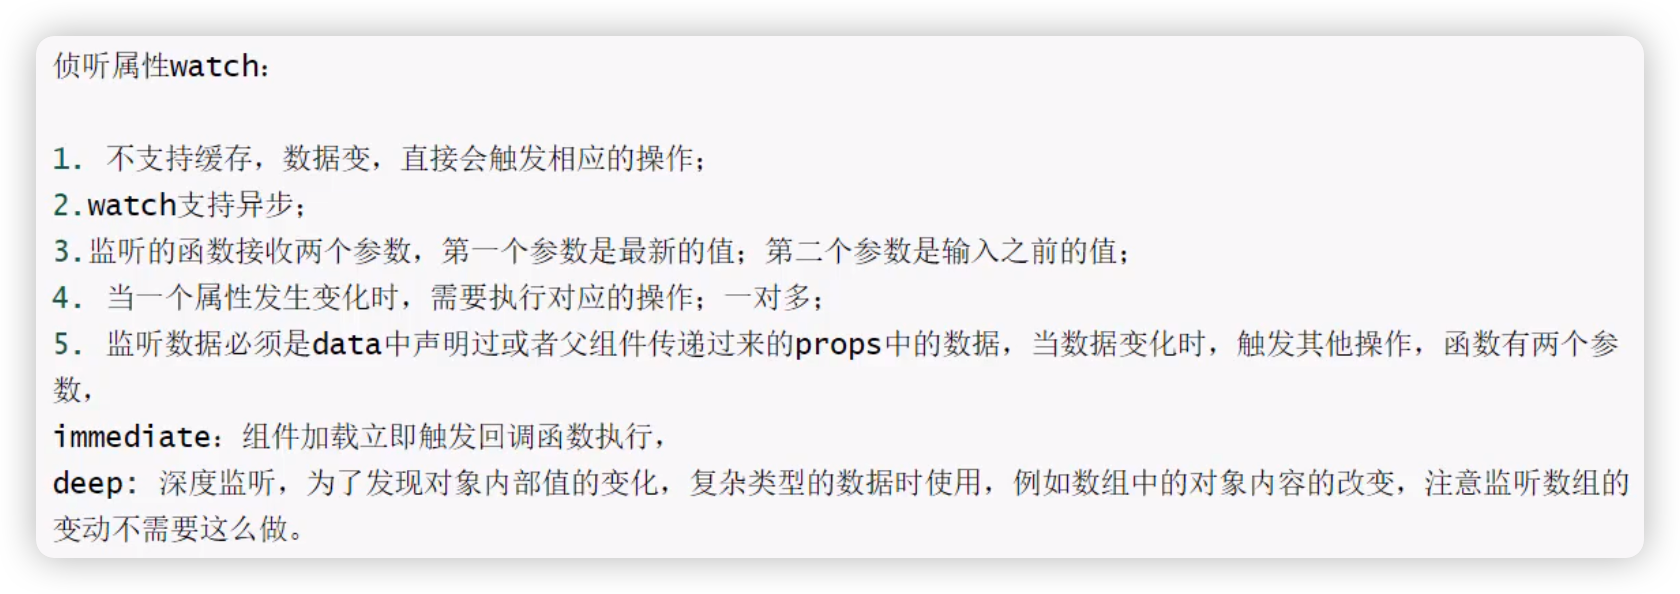 侦听属性watch：
1. 不支持缓存，数据变，直接会触发相应的操作；
2.watch支持异步；
3.监听的函数接收两个参数，第一个参数是最新的值；第二个参数是输入之前的值；
4. 当一个属性发生变化时，需要执行对应的操作；一对多；
5. 监听数据必须是data中声明过或者父组件传递过来的props中的数据，当数据变化时，触发其他操作，函数有两个参
数，
immediate：组件加载立即触发回调函数执行，
deep: 深度监听，为了发现对象内部值的变化，复杂类型的数据时使用，例如数组中的对象内容的改变，注意监听数组的
变动不需要这么做。